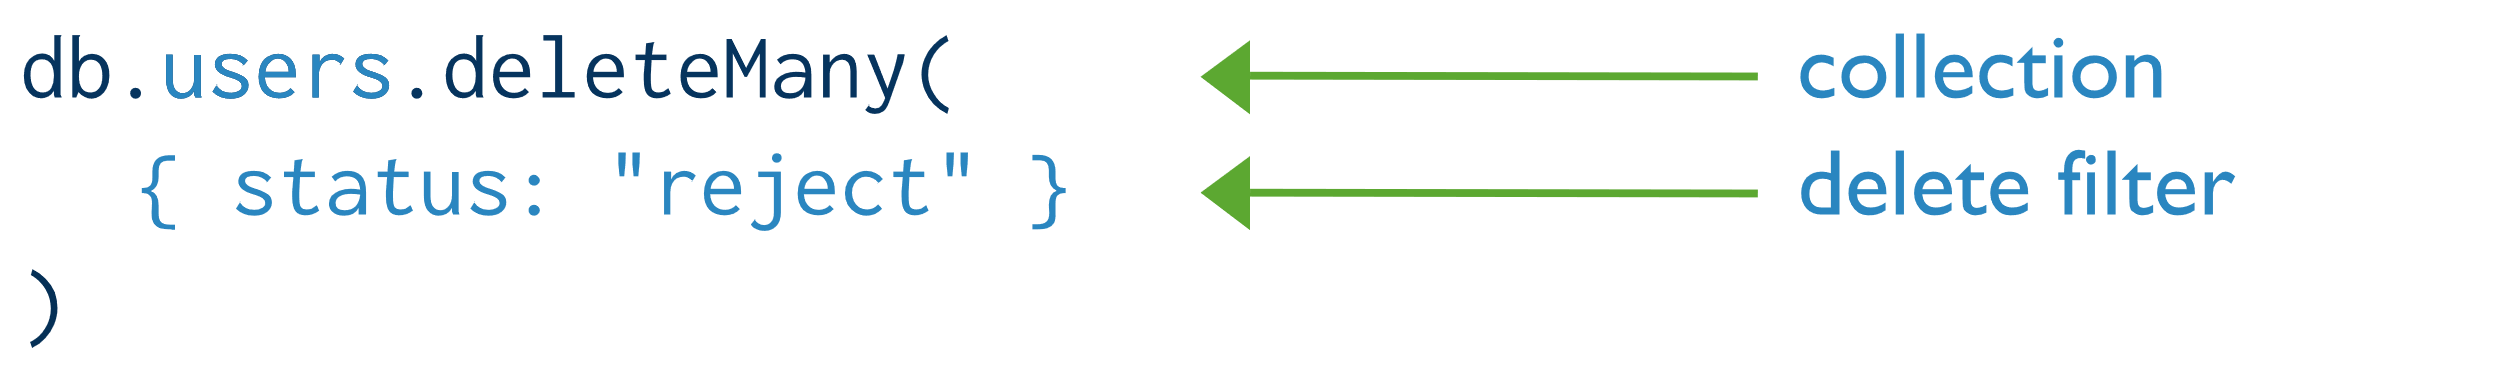 db.users.deleteMany( collection
{ status: "reject" } delete filter
)